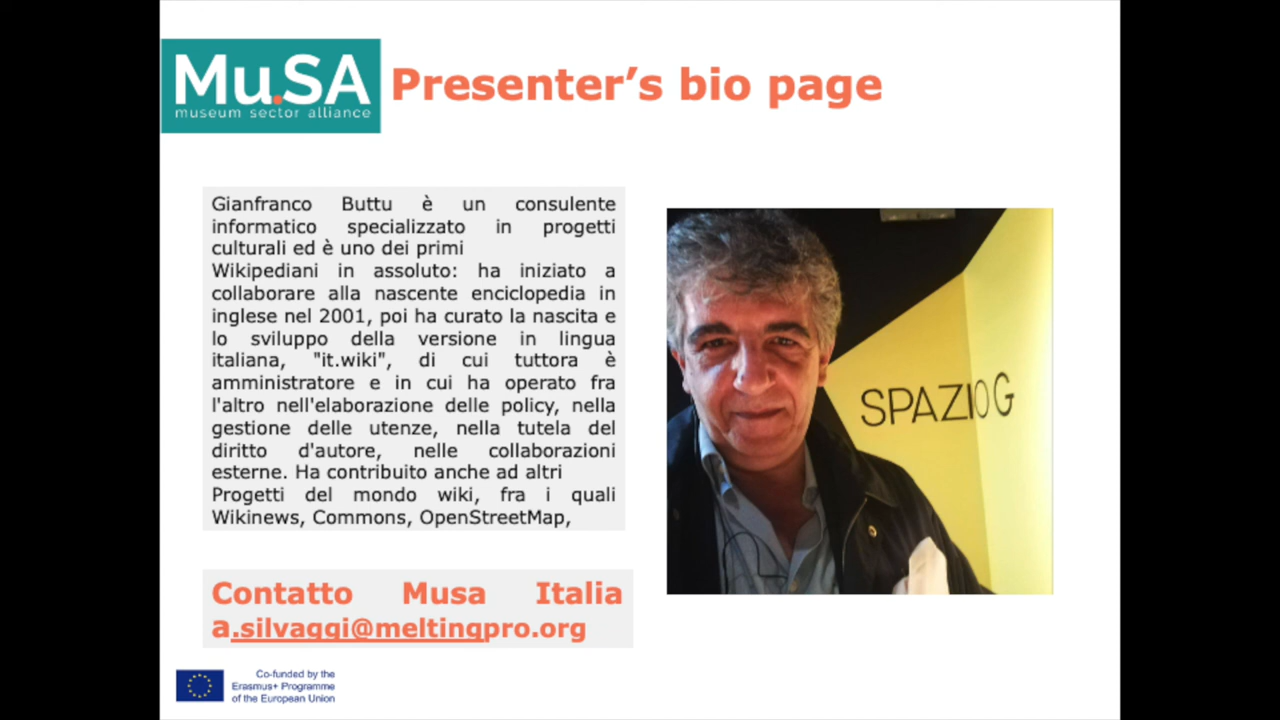 Mu.SA
museum sector alliance
Presenter’s bio page
Gianfranco Buttu è un consulente
informatico specializzato in progetti
culturali ed è uno dei primi
Wikipediani in assoluto: ha iniziato a
collaborare alla nascente enciclopedia in
inglese nel 2001, poi ha curato la nascita e
lo sviluppo della versione in lingua
italiana, "it.wiki", di cui tuttora è
amministratore e in cui ha operato fra
l'altro nell'elaborazione delle policy, nella
gestione delle utenze, nella tutela del
diritto d'autore, nelle collaborazioni
esterne. Ha contribuito anche ad altri
Progetti del mondo wiki, fra i quali
Wikinews, Commons, OpenStreetMap,
SPAZIO G
Contatto Musa Italia
a.silvaggi@meltingpro.org
Co-funded by the
Erasmus+ Programme
of the European Union